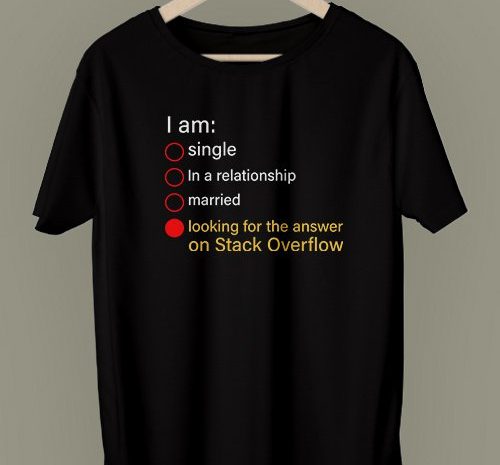 I am:
single
In a relationship
married
looking for the answer
on Stack Overflow